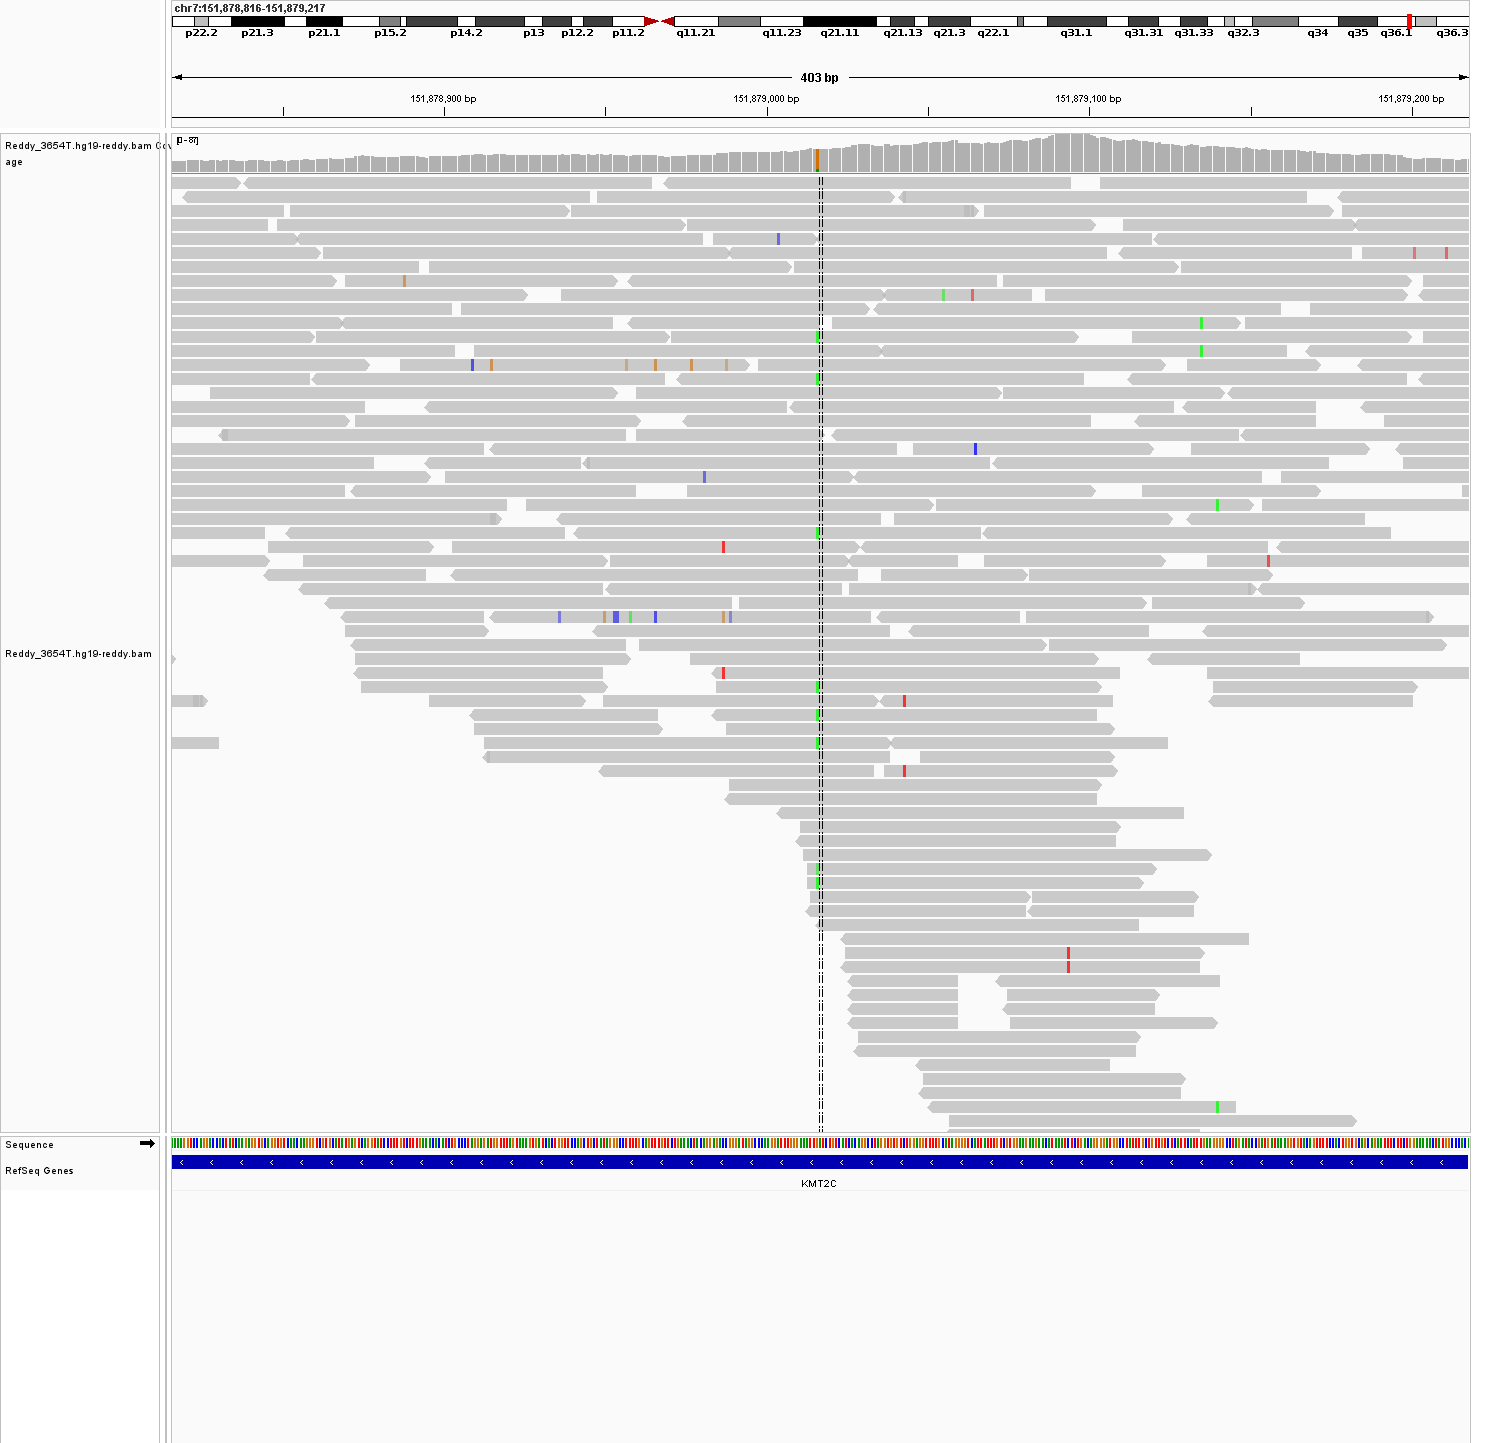 chr7:151,878,816-151,879,217
p22.2 p21.3 p21.1 p15.2 p14.2 p13 p12.2 p11.2 q11.21 q11.23 q21.11 q21.13 q21.3 q22.1 q31.1 q31.31 q31.33 q32.3 q34 q35 q36.1 q36.3
403 bp
151,878,900 bp 151,879,000 bp 151,879,100 bp 151,879,200 bp
Reddy_3654T.hg19-reddy.bam Cov
age
[0 - 87]
Reddy_3654T.hg19-reddy.bam
Sequence
RefSeq Genes
KMT2C